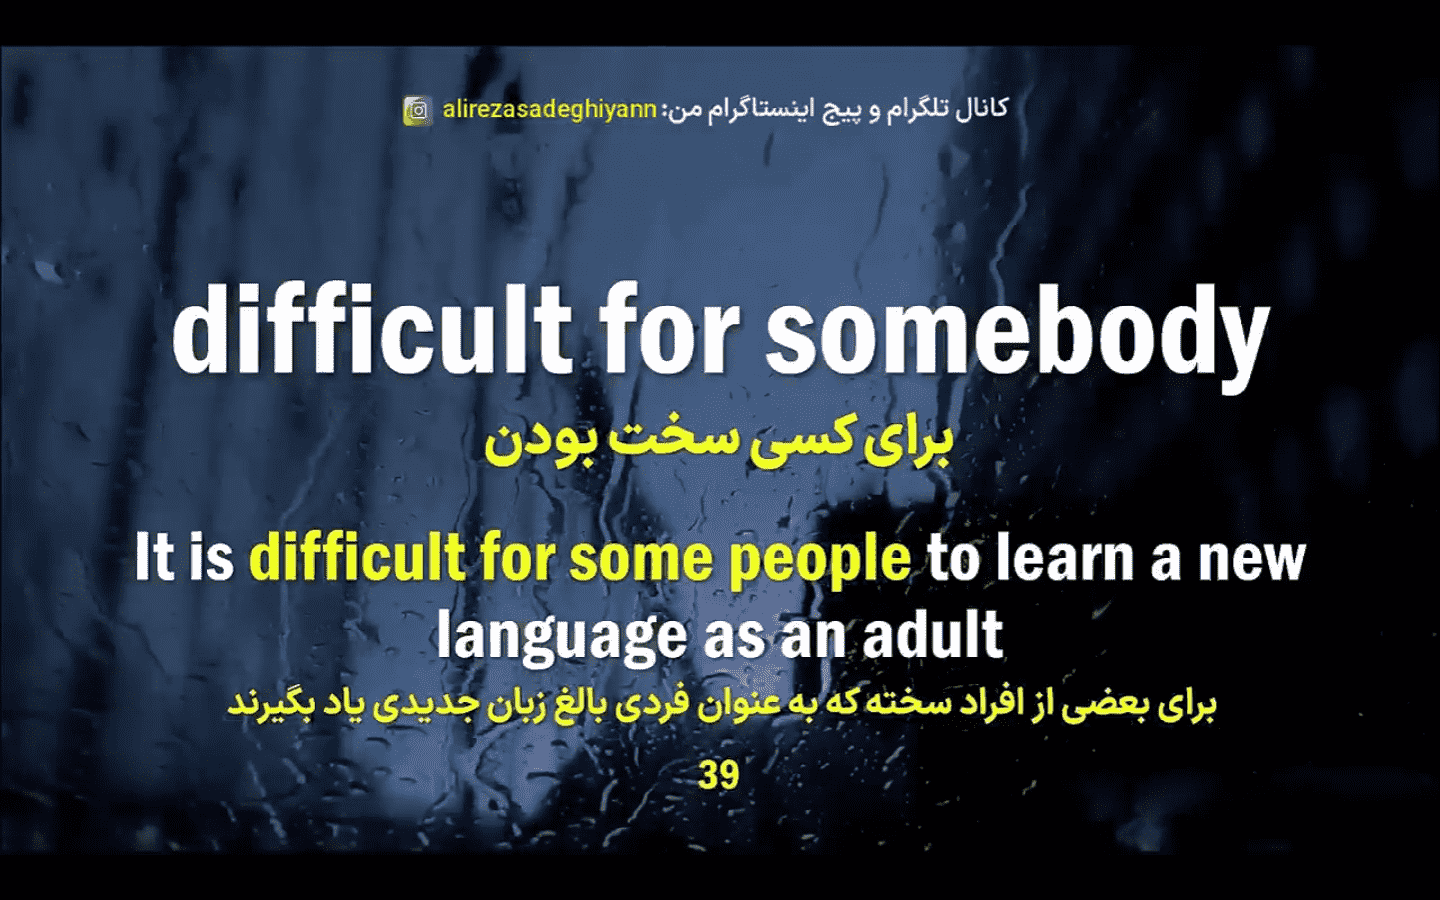 کانال تلگرام و پیج اینستاگرام من: alirezasadeghiyann
difficult for somebody
برای کسی سخت بودن
It is difficult for some people to learn a new
language as an adult
برای بعضی از افراد سخته که به عنوان فردی بالغ زبان جدیدی یاد بگیرند
39